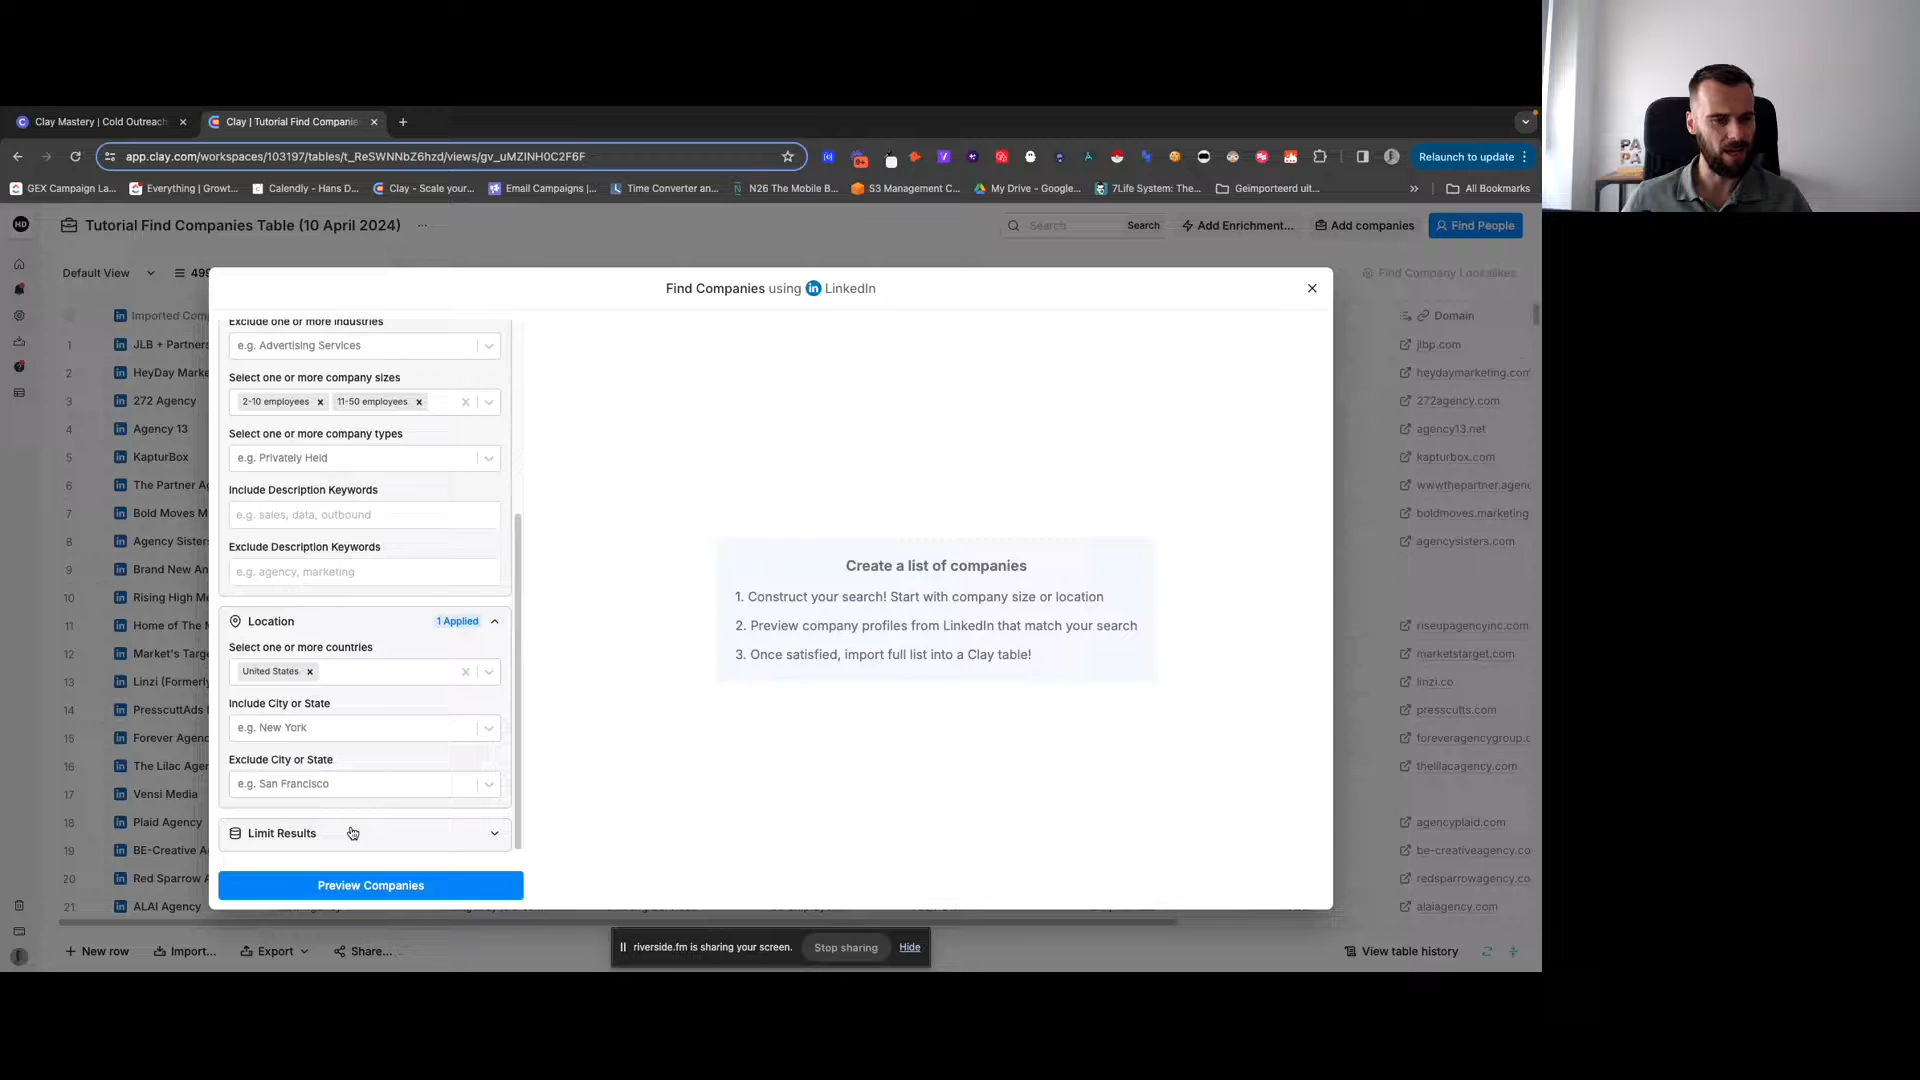 Clay Mastery | Cold Outreach
Clay | Tutorial Find Companie
app.clay.com/workspaces/103197/tables/t_ReSWNNbZ6hzd/views/gv_uMZINH0C2F6F
Relaunch to update
GEX Campaign La...
Everything | Growt...
Calendly - Hans D...
Clay - Scale your...
Email Campaigns |...
Time Converter an...
N26 The Mobile B...
S3 Management C...
My Drive - Google...
7Life System: The...
Geïmporteerd uit...
All Bookmarks
HD
Tutorial Find Companies Table (10 April 2024)
Search
Search
Add Enrichment...
Add companies
Find People
Default View
499
Find Company Lookalikes
Find Companies using LinkedIn
Imported Com
Domain
1 JLB + Partners jlbp.com
2 HeyDay Marke heydaymarketing.com
3 272 Agency 272agency.com
4 Agency 13 agency13.net
5 KapturBox kapturbox.com
6 The Partner Ag wwwthepartner.agenc
7 Bold Moves M boldmoves.marketing
8 Agency Sisters agencysisters.com
9 Brand New An
10 Rising High Me
11 Home of The M riseupagencyinc.com
12 Market's Targe marketstarget.com
13 Linzi (Formerly linzi.co
14 PresscuttAds presscutts.com
15 Forever Agenc foreveragencygroup.c
16 The Lilac Agen thelilacagency.com
17 Vensi Media
18 Plaid Agency agencyplaid.com
19 BE-Creative A be-creativeagency.co
20 Red Sparrow A redsparrowagency.co
21 ALAI Agency alaiagency.com
Exclude one or more industries
e.g. Advertising Services
Select one or more company sizes
2-10 employees
11-50 employees
Select one or more company types
e.g. Privately Held
Include Description Keywords
e.g. sales, data, outbound
Exclude Description Keywords
e.g. agency, marketing
Location
1 Applied
Select one or more countries
United States
Include City or State
e.g. New York
Exclude City or State
e.g. San Francisco
Limit Results
Preview Companies
Create a list of companies
1. Construct your search! Start with company size or location
2. Preview company profiles from LinkedIn that match your search
3. Once satisfied, import full list into a Clay table!
New row
Import...
Export
Share...
riverside.fm is sharing your screen.
Stop sharing
Hide
View table history